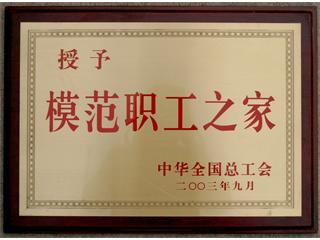 授予
模范职工之家
中华全国总工会
二〇〇三年九月